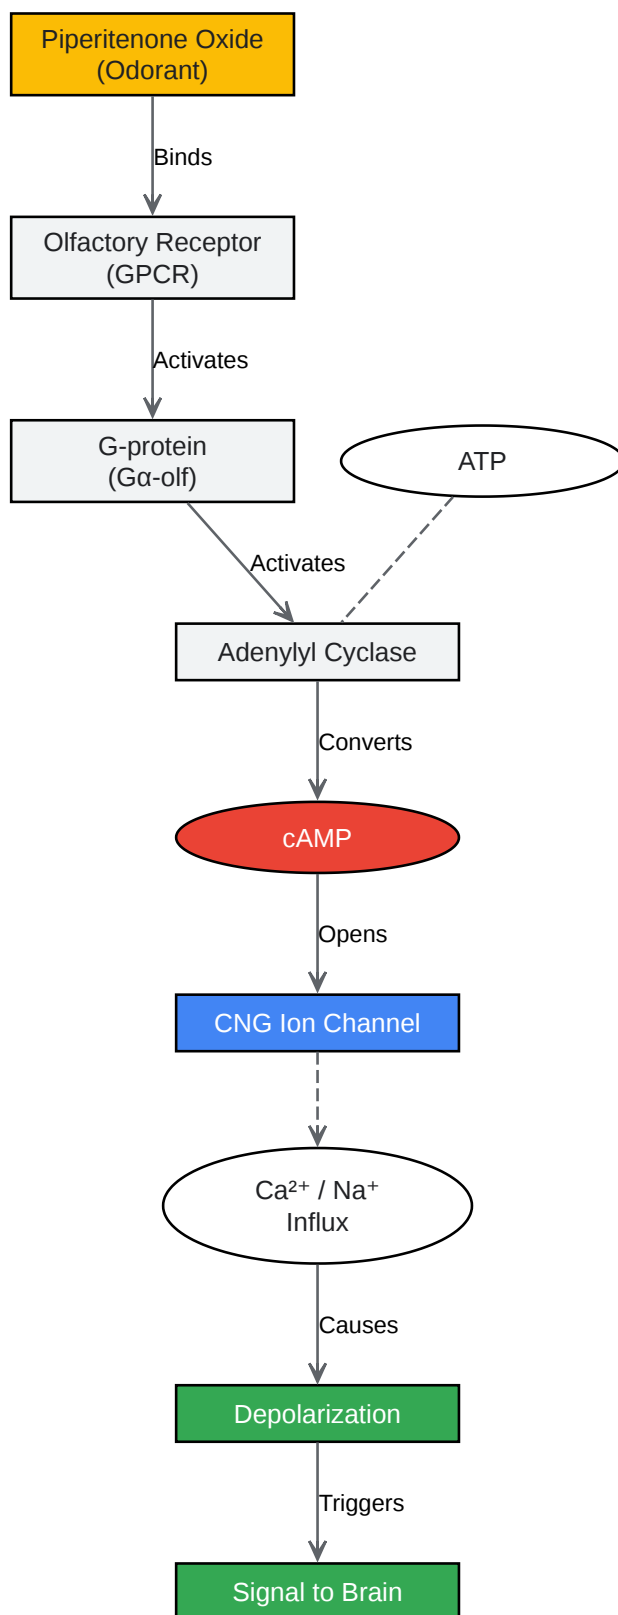 Piperitenone Oxide
(Odorant)
Binds
Olfactory Receptor
(GPCR)
Activates
G-protein
(Gα-olf)
ATP
Activates
Adenylyl Cyclase
Converts
cAMP
Opens
CNG Ion Channel
Ca²⁺ / Na⁺
Influx
Causes
Depolarization
Triggers
Signal to Brain